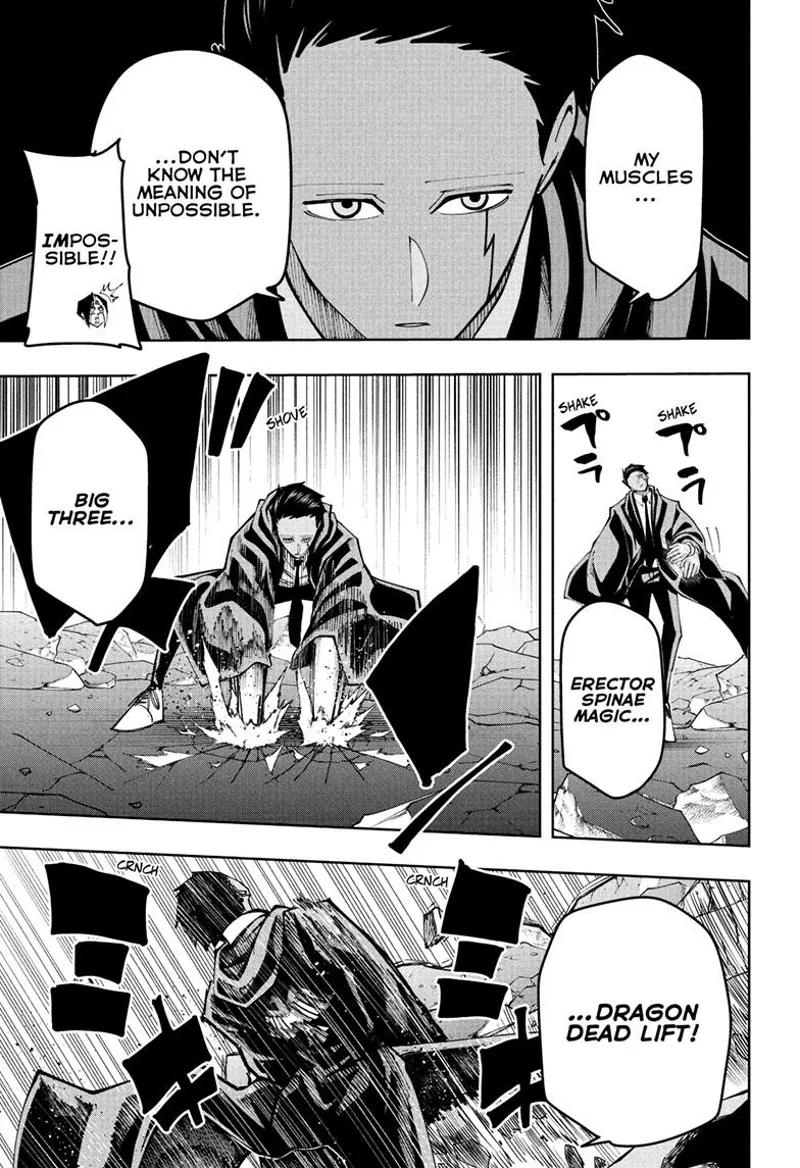 MY
MUSCLES
...
...DON'T
KNOW THE
MEANING OF
UNPOSSIBLE.
IMPOS-
SIBLE!!
SHAKE
プラ
SHAKE
プラ
ERECTOR
SPINAE
MAGIC...
SHOVE
BIG
THREE...
CRNCH
CRNCH
...DRAGON
DEAD LIFT!